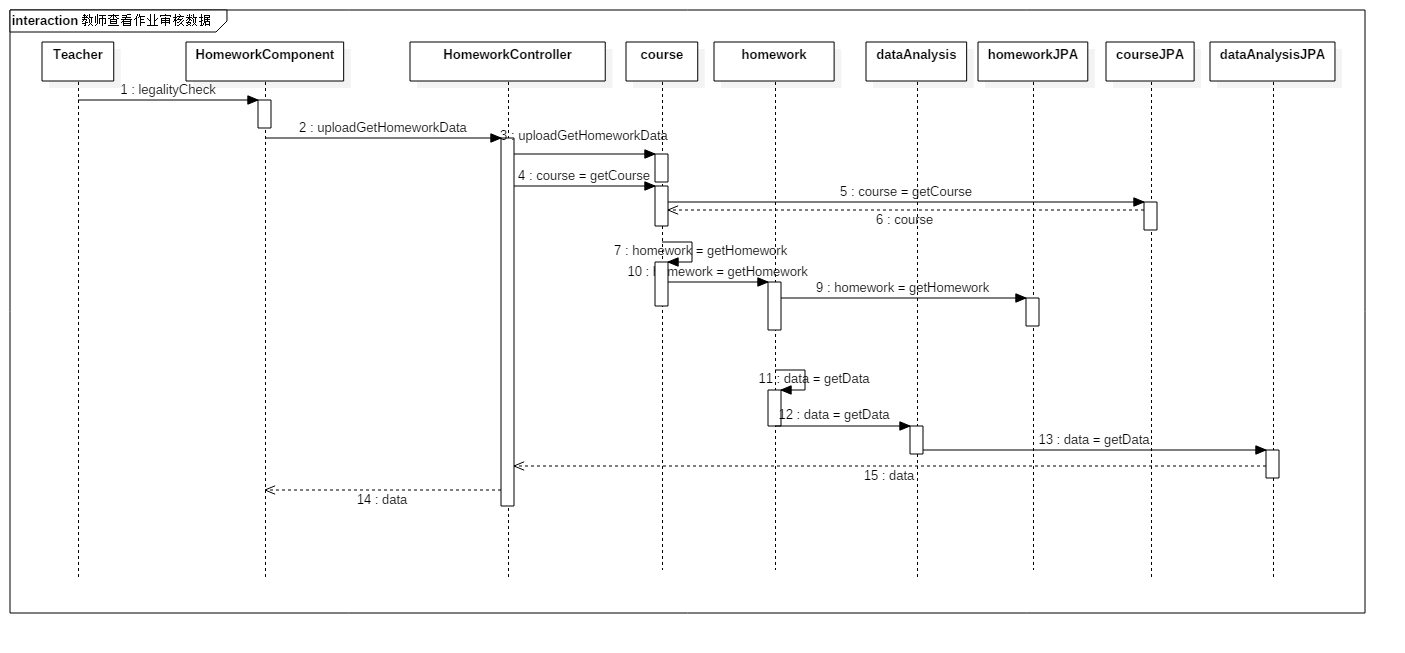 interaction 教师查看作业审核数据
Teacher
HomeworkComponent
HomeworkController
course
homework
dataAnalysis
homeworkJPA
courseJPA
dataAnalysisJPA
1 : legalityCheck
2 : uploadGetHomeworkData
3 : uploadGetHomeworkData
4 : course = getCourse
5 : course = getCourse
6 : course
7 : homework = getHomework
10 : homework = getHomework
9 : homework = getHomework
11 : data = getData
12 : data = getData
13 : data = getData
15 : data
14 : data